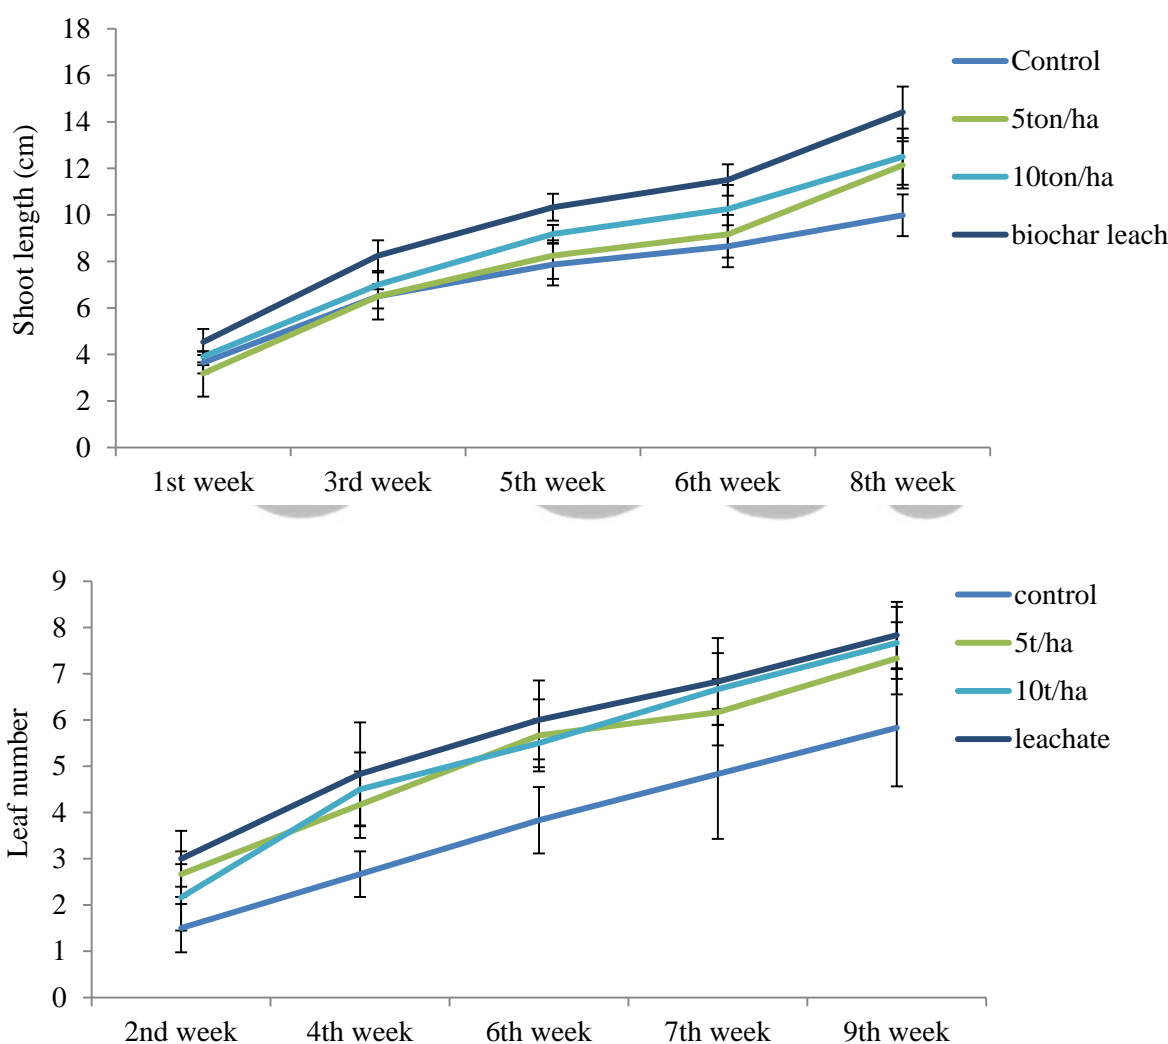 18
16
14
12
10
8
6
4
2
0
Shoot length (cm)
1st week 3rd week 5th week 6th week 8th week
Control
5ton/ha
10ton/ha
biochar leach
9
8
7
6
5
4
3
2
1
0
Leaf number
2nd week 4th week 6th week 7th week 9th week
control
5t/ha
10t/ha
leachate